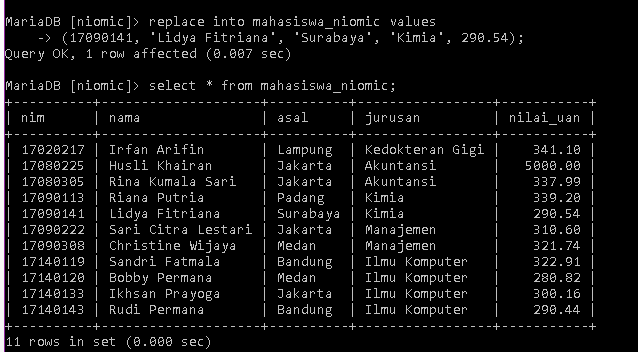 MariaDB [niomic]> replace into mahasiswa_niomic values
    -> (17090141, 'Lidya Fitriana', 'Surabaya', 'Kimia', 290.54);
Query OK, 1 row affected (0.007 sec)

MariaDB [niomic]> select * from mahasiswa_niomic;
+----------+--------------------+----------+-----------------+-----------+
| nim      | nama               | asal     | jurusan         | nilai_uan |
+----------+--------------------+----------+-----------------+-----------+
| 17020217 | Irfan Arifin       | Lampung  | Kedokteran Gigi |    341.10 |
| 17080225 | Husli Khairan      | Jakarta  | Akuntansi       |   5000.00 |
| 17080305 | Rina Kumala Sari   | Jakarta  | Akuntansi       |    337.99 |
| 17090113 | Riana Putria       | Padang   | Kimia           |    339.20 |
| 17090141 | Lidya Fitriana     | Surabaya | Kimia           |    290.54 |
| 17090222 | Sari Citra Lestari | Jakarta  | Manajemen       |    310.60 |
| 17090308 | Christine Wijaya   | Medan    | Manajemen       |    321.74 |
| 17140119 | Sandri Fatmala     | Bandung  | Ilmu Komputer   |    322.91 |
| 17140120 | Bobby Permana      | Medan    | Ilmu Komputer   |    280.82 |
| 17140133 | Ikhsan Prayoga     | Jakarta  | Ilmu Komputer   |    300.16 |
| 17140143 | Rudi Permana       | Bandung  | Ilmu Komputer   |    290.44 |
+----------+--------------------+----------+-----------------+-----------+
11 rows in set (0.000 sec)